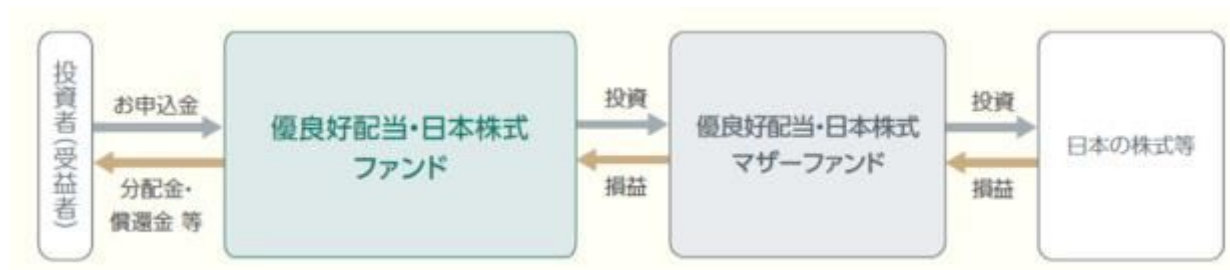 投資者(受益者)
お申込金
分配金・
償還金 等
優良好配当・日本株式
ファンド
投資
損益
優良好配当・日本株式
マザーファンド
投資
損益
日本の株式等